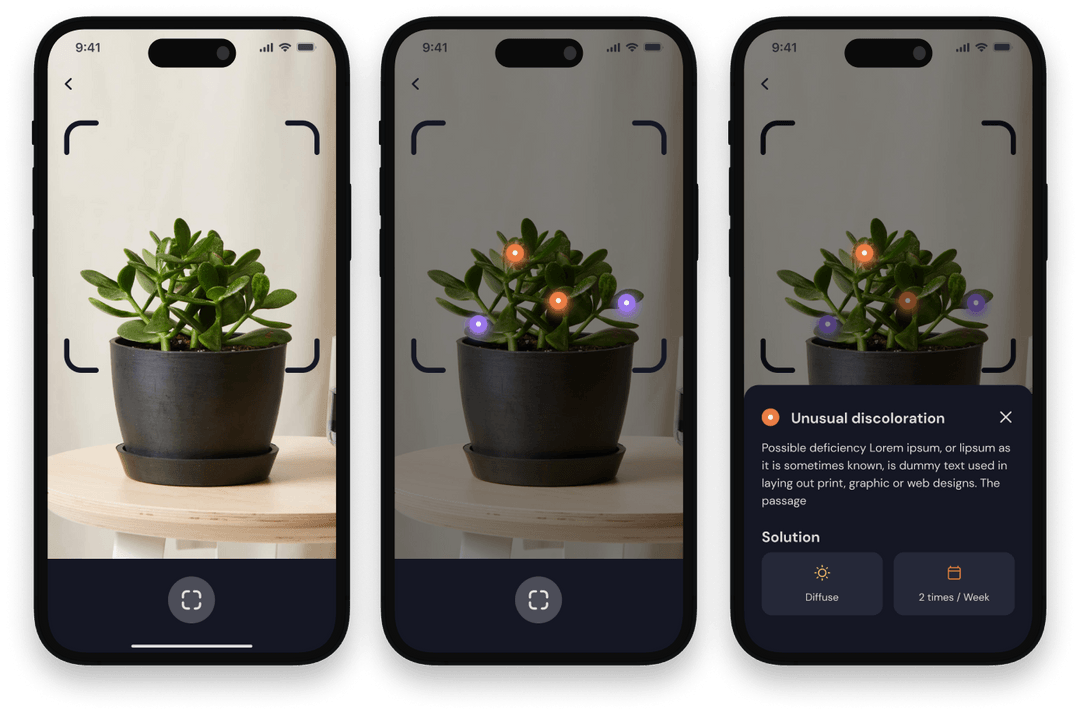 9:41
9:41
9:41
Unusual discoloration
Possible deficiency Lorem ipsum, or lipsum as
it is sometimes known, is dummy text used in
laying out print, graphic or web designs. The
passage
Solution
Diffuse
2 times / Week